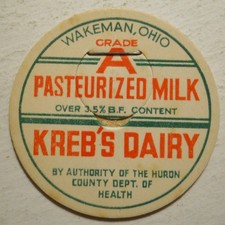 WAKEMAN, OHIO
GRADE
A
PASTEURIZED MILK
OVER 3.5% B.F. CONTENT
KREB'S DAIRY
BY AUTHORITY OF THE HURON
COUNTY DEPT. OF
HEALTH